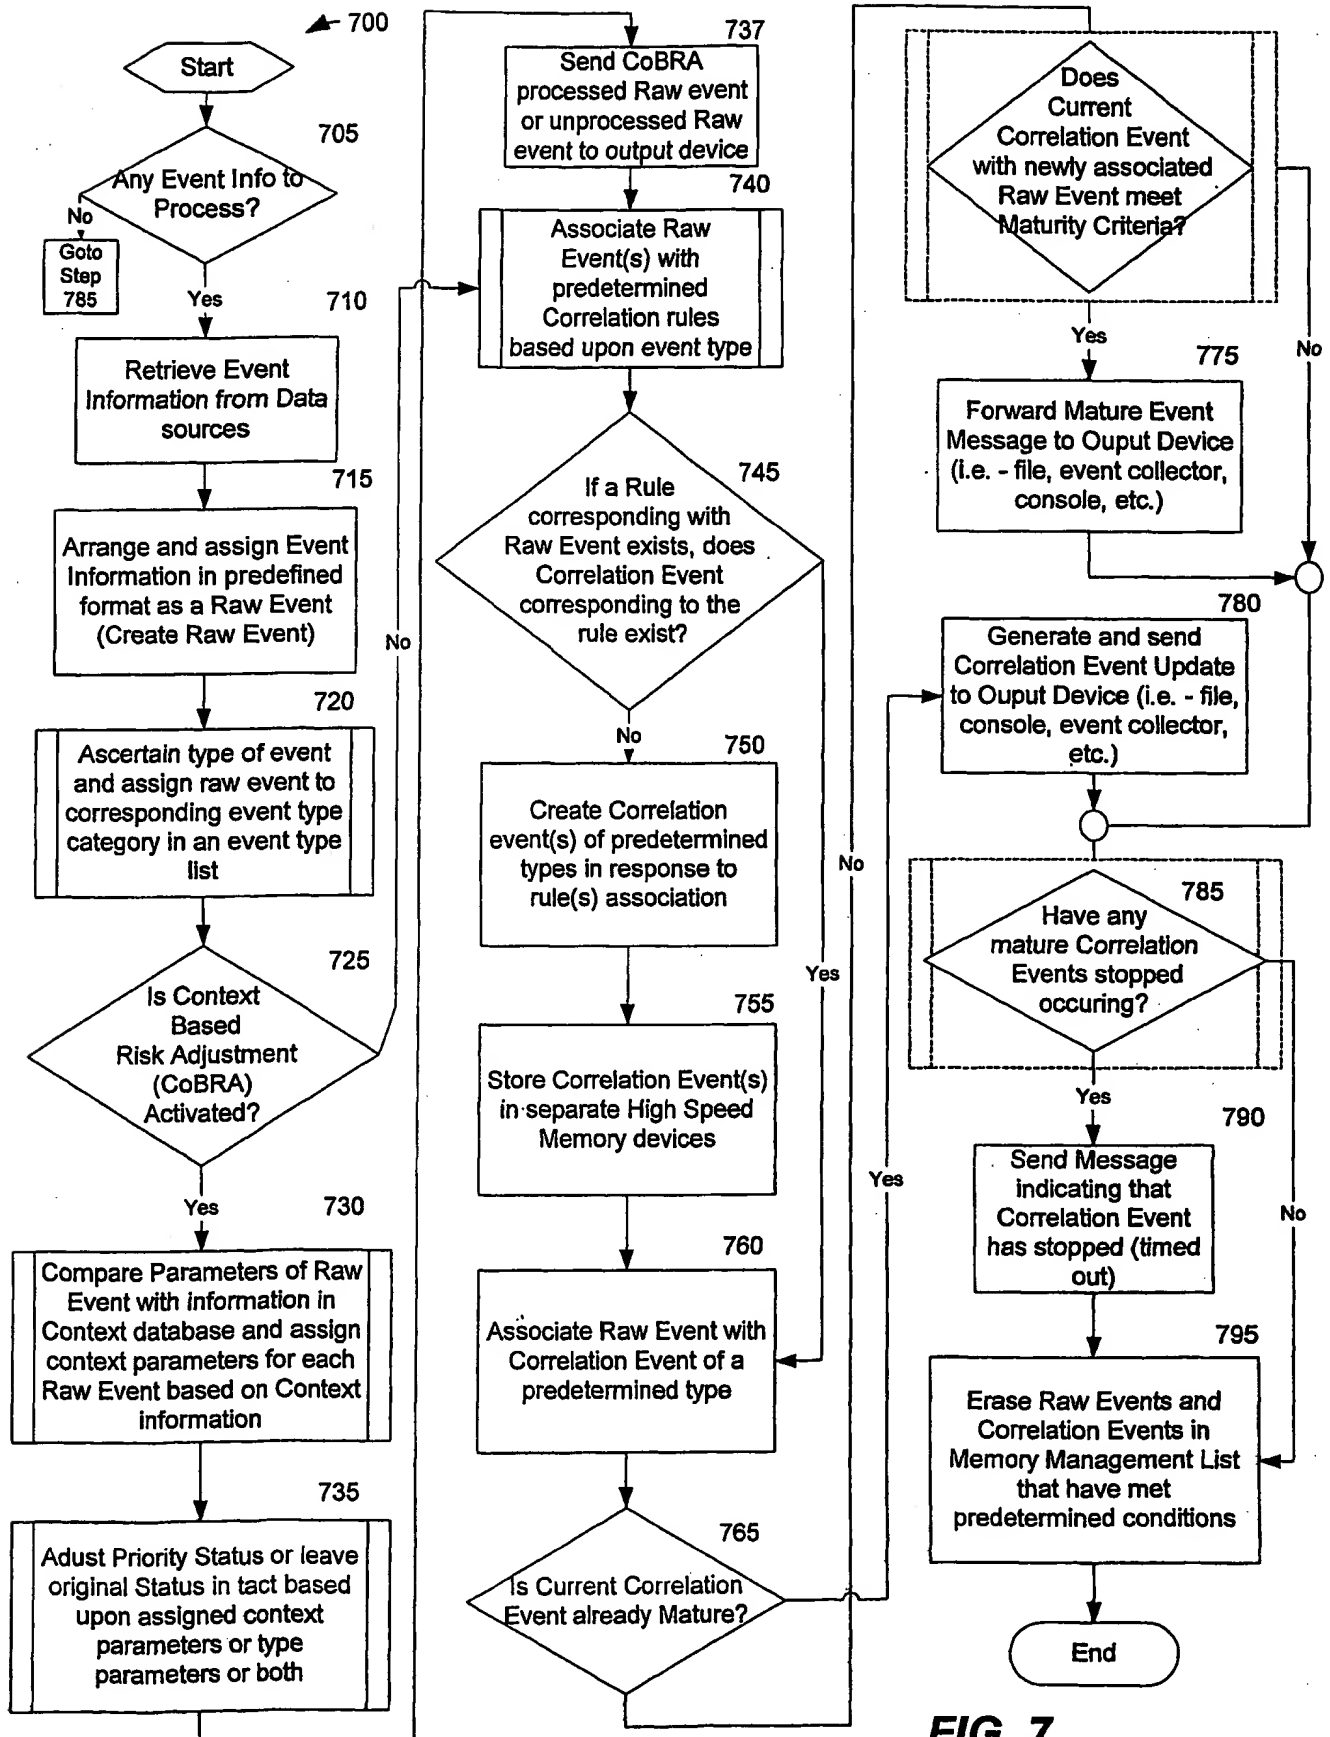 700
Start
705
Any Event Info to
Process?
No
Goto
Step
785
Yes
710
Retrieve Event
Information from Data
sources
715
Arrange and assign Event
Information in predefined
format as a Raw Event
(Create Raw Event)
720
Ascertain type of event
and assign raw event to
corresponding event type
category in an event type
list
725
Is Context
Based
Risk Adjustment
(CoBRA)
Activated?
No
Yes
730
Compare Parameters of Raw
Event with information in
Context database and assign
context parameters for each
Raw Event based on Context
information
735
Adust Priority Status or leave
original Status in tact based
upon assigned context
parameters or type
parameters or both
737
Send CoBRA
processed Raw event
or unprocessed Raw
event to output device
740
Associate Raw
Event(s) with
predetermined
Correlation rules
based upon event type
745
If a Rule
corresponding with
Raw Event exists, does
Correlation Event
corresponding to the
rule exist?
No
Yes
750
Create Correlation
event(s) of predetermined
types in response to
rule(s) association
755
Store Correlation Event(s)
in separate High Speed
Memory devices
760
Associate Raw Event with
Correlation Event of a
predetermined type
765
Is Current Correlation
Event already Mature?
No
Yes
Does
Current
Correlation Event
with newly associated
Raw Event meet
Maturity Criteria?
Yes
No
775
Forward Mature Event
Message to Ouput Device
(i.e. - file, event collector,
console, etc.)
780
Generate and send
Correlation Event Update
to Ouput Device (i.e. - file,
console, event collector,
etc.)
785
Have any
mature Correlation
Events stopped
occuring?
Yes
No
790
Send Message
indicating that
Correlation Event
has stopped (timed
out)
795
Erase Raw Events and
Correlation Events in
Memory Management List
that have met
predetermined conditions
End
FIG. 7